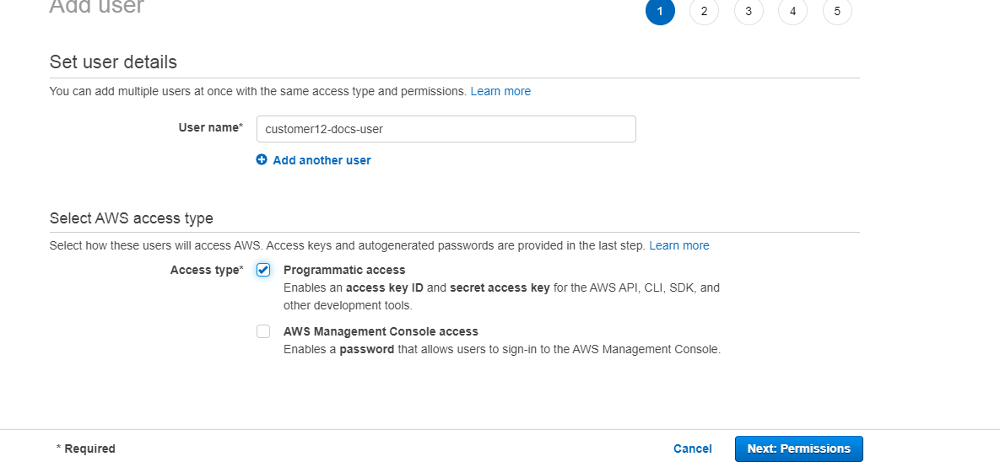 Add user
1 2 3 4 5
Set user details
You can add multiple users at once with the same access type and permissions. Learn more
User name* customer12-docs-user
Add another user
Select AWS access type
Select how these users will access AWS. Access keys and autogenerated passwords are provided in the last step. Learn more
Access type* Programmatic access
Enables an access key ID and secret access key for the AWS API, CLI, SDK, and
other development tools.
AWS Management Console access
Enables a password that allows users to sign-in to the AWS Management Console.
* Required Cancel Next: Permissions